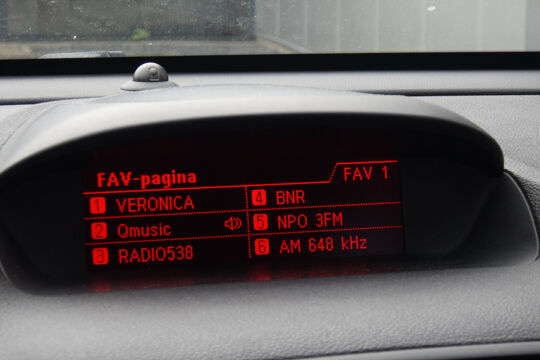 FAV-pagina FAV 1
1 VERONICA 4 BNR
2 Qmusic 5 NPO 3FM
3 RADIO538 6 AM 648 kHz